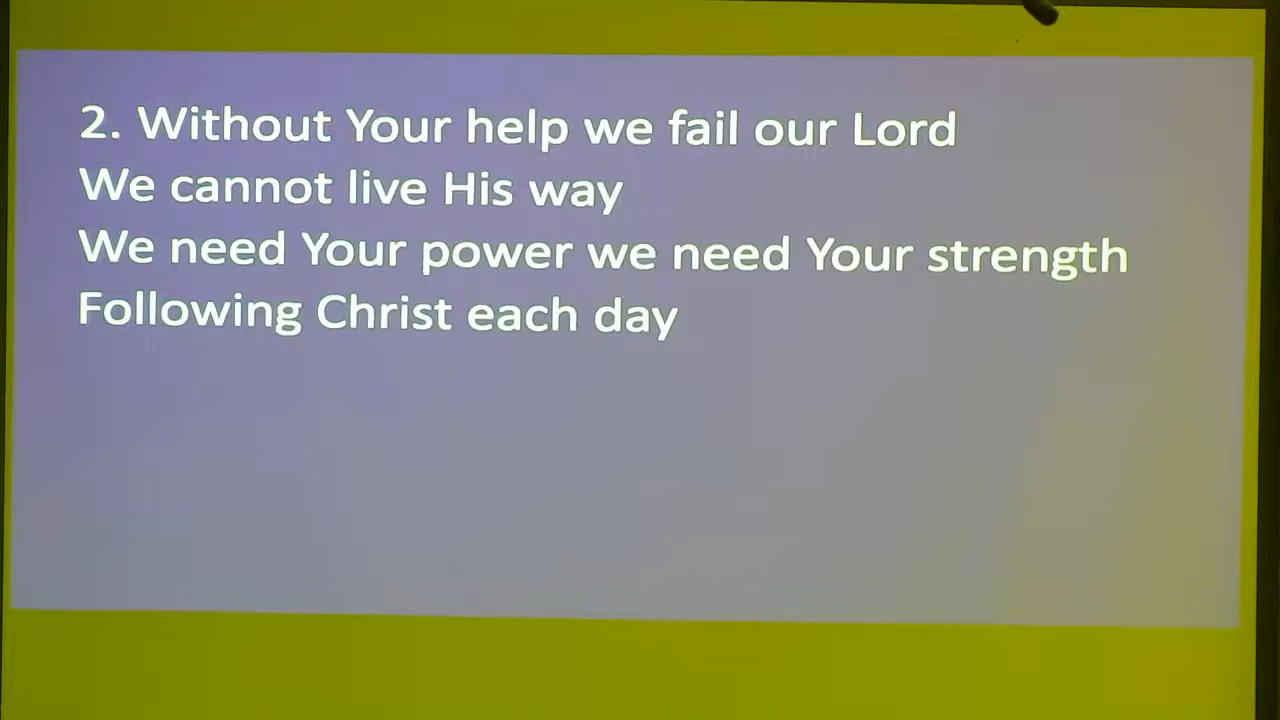 2. Without Your help we fail our Lord
We cannot live His way
We need Your power we need Your strength
Following Christ each day